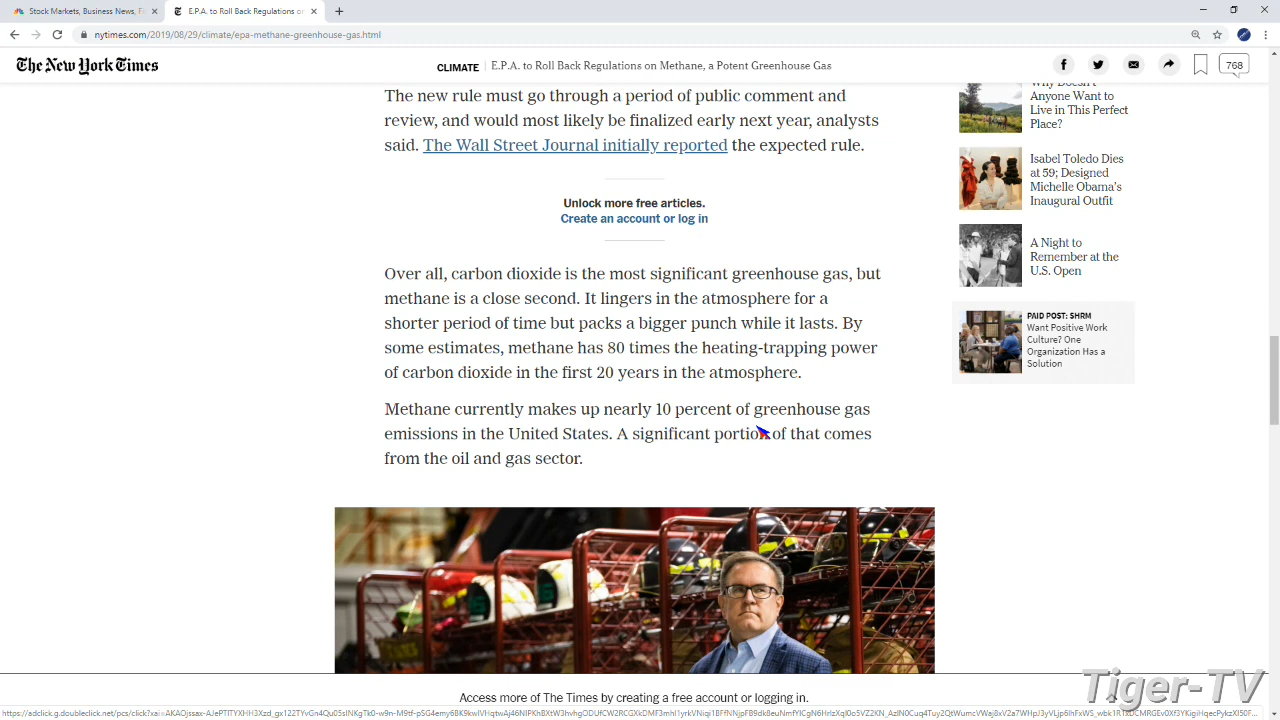 Stock Markets, Business News, Fi
E.P.A. to Roll Back Regulations on
nytimes.com/2019/08/29/climate/epa-methane-greenhouse-gas.html
The New York Times
CLIMATE
E.P.A. to Roll Back Regulations on Methane, a Potent Greenhouse Gas
768
The new rule must go through a period of public comment and
review, and would most likely be finalized early next year, analysts
said. The Wall Street Journal initially reported the expected rule.
Unlock more free articles.
Create an account or log in
Over all, carbon dioxide is the most significant greenhouse gas, but
methane is a close second. It lingers in the atmosphere for a
shorter period of time but packs a bigger punch while it lasts. By
some estimates, methane has 80 times the heating-trapping power
of carbon dioxide in the first 20 years in the atmosphere.
Methane currently makes up nearly 10 percent of greenhouse gas
emissions in the United States. A significant portion of that comes
from the oil and gas sector.
Why Doesn't
Anyone Want to
Live in This Perfect
Place?
Isabel Toledo Dies
at 59; Designed
Michelle Obama's
Inaugural Outfit
A Night to
Remember at the
U.S. Open
PAID POST: SHRM
Want Positive Work
Culture? One
Organization Has a
Solution
Access more of The Times by creating a free account or logging in.
Tiger-TV